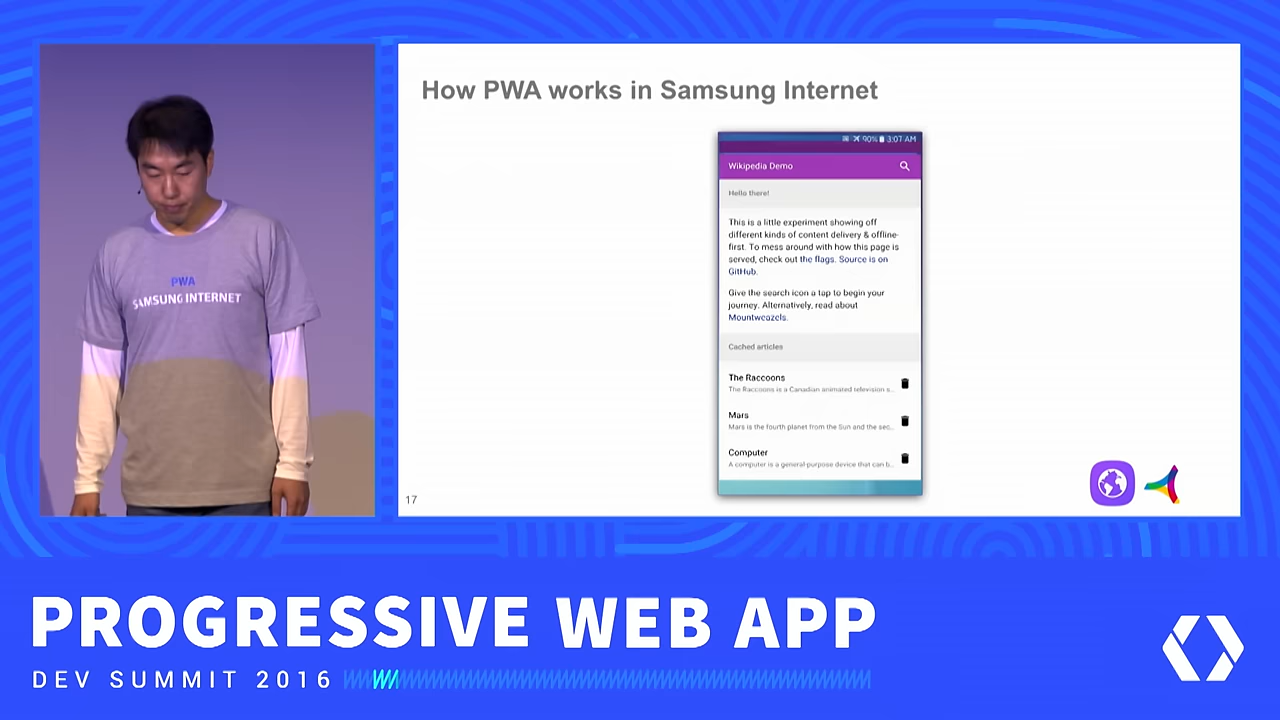 How PWA works in Samsung Internet
PWA
SAMSUNG INTERNET
90% 3:07 AM
Wikipedia Demo
Hello there!
This is a little experiment showing off
different kinds of content delivery & offline-
first. To mess around with how this page is
served, check out the flags. Source is on
GitHub.
Give the search icon a tap to begin your
journey. Alternatively, read about
Mountweazels.
Cached articles
The Raccoons
The Raccoons is a Canadian animated television s...
Mars
Mars is the fourth planet from the Sun and the sec...
Computer
A computer is a general-purpose device that can b...
17
PROGRESSIVE WEB APP
DEV SUMMIT 2016